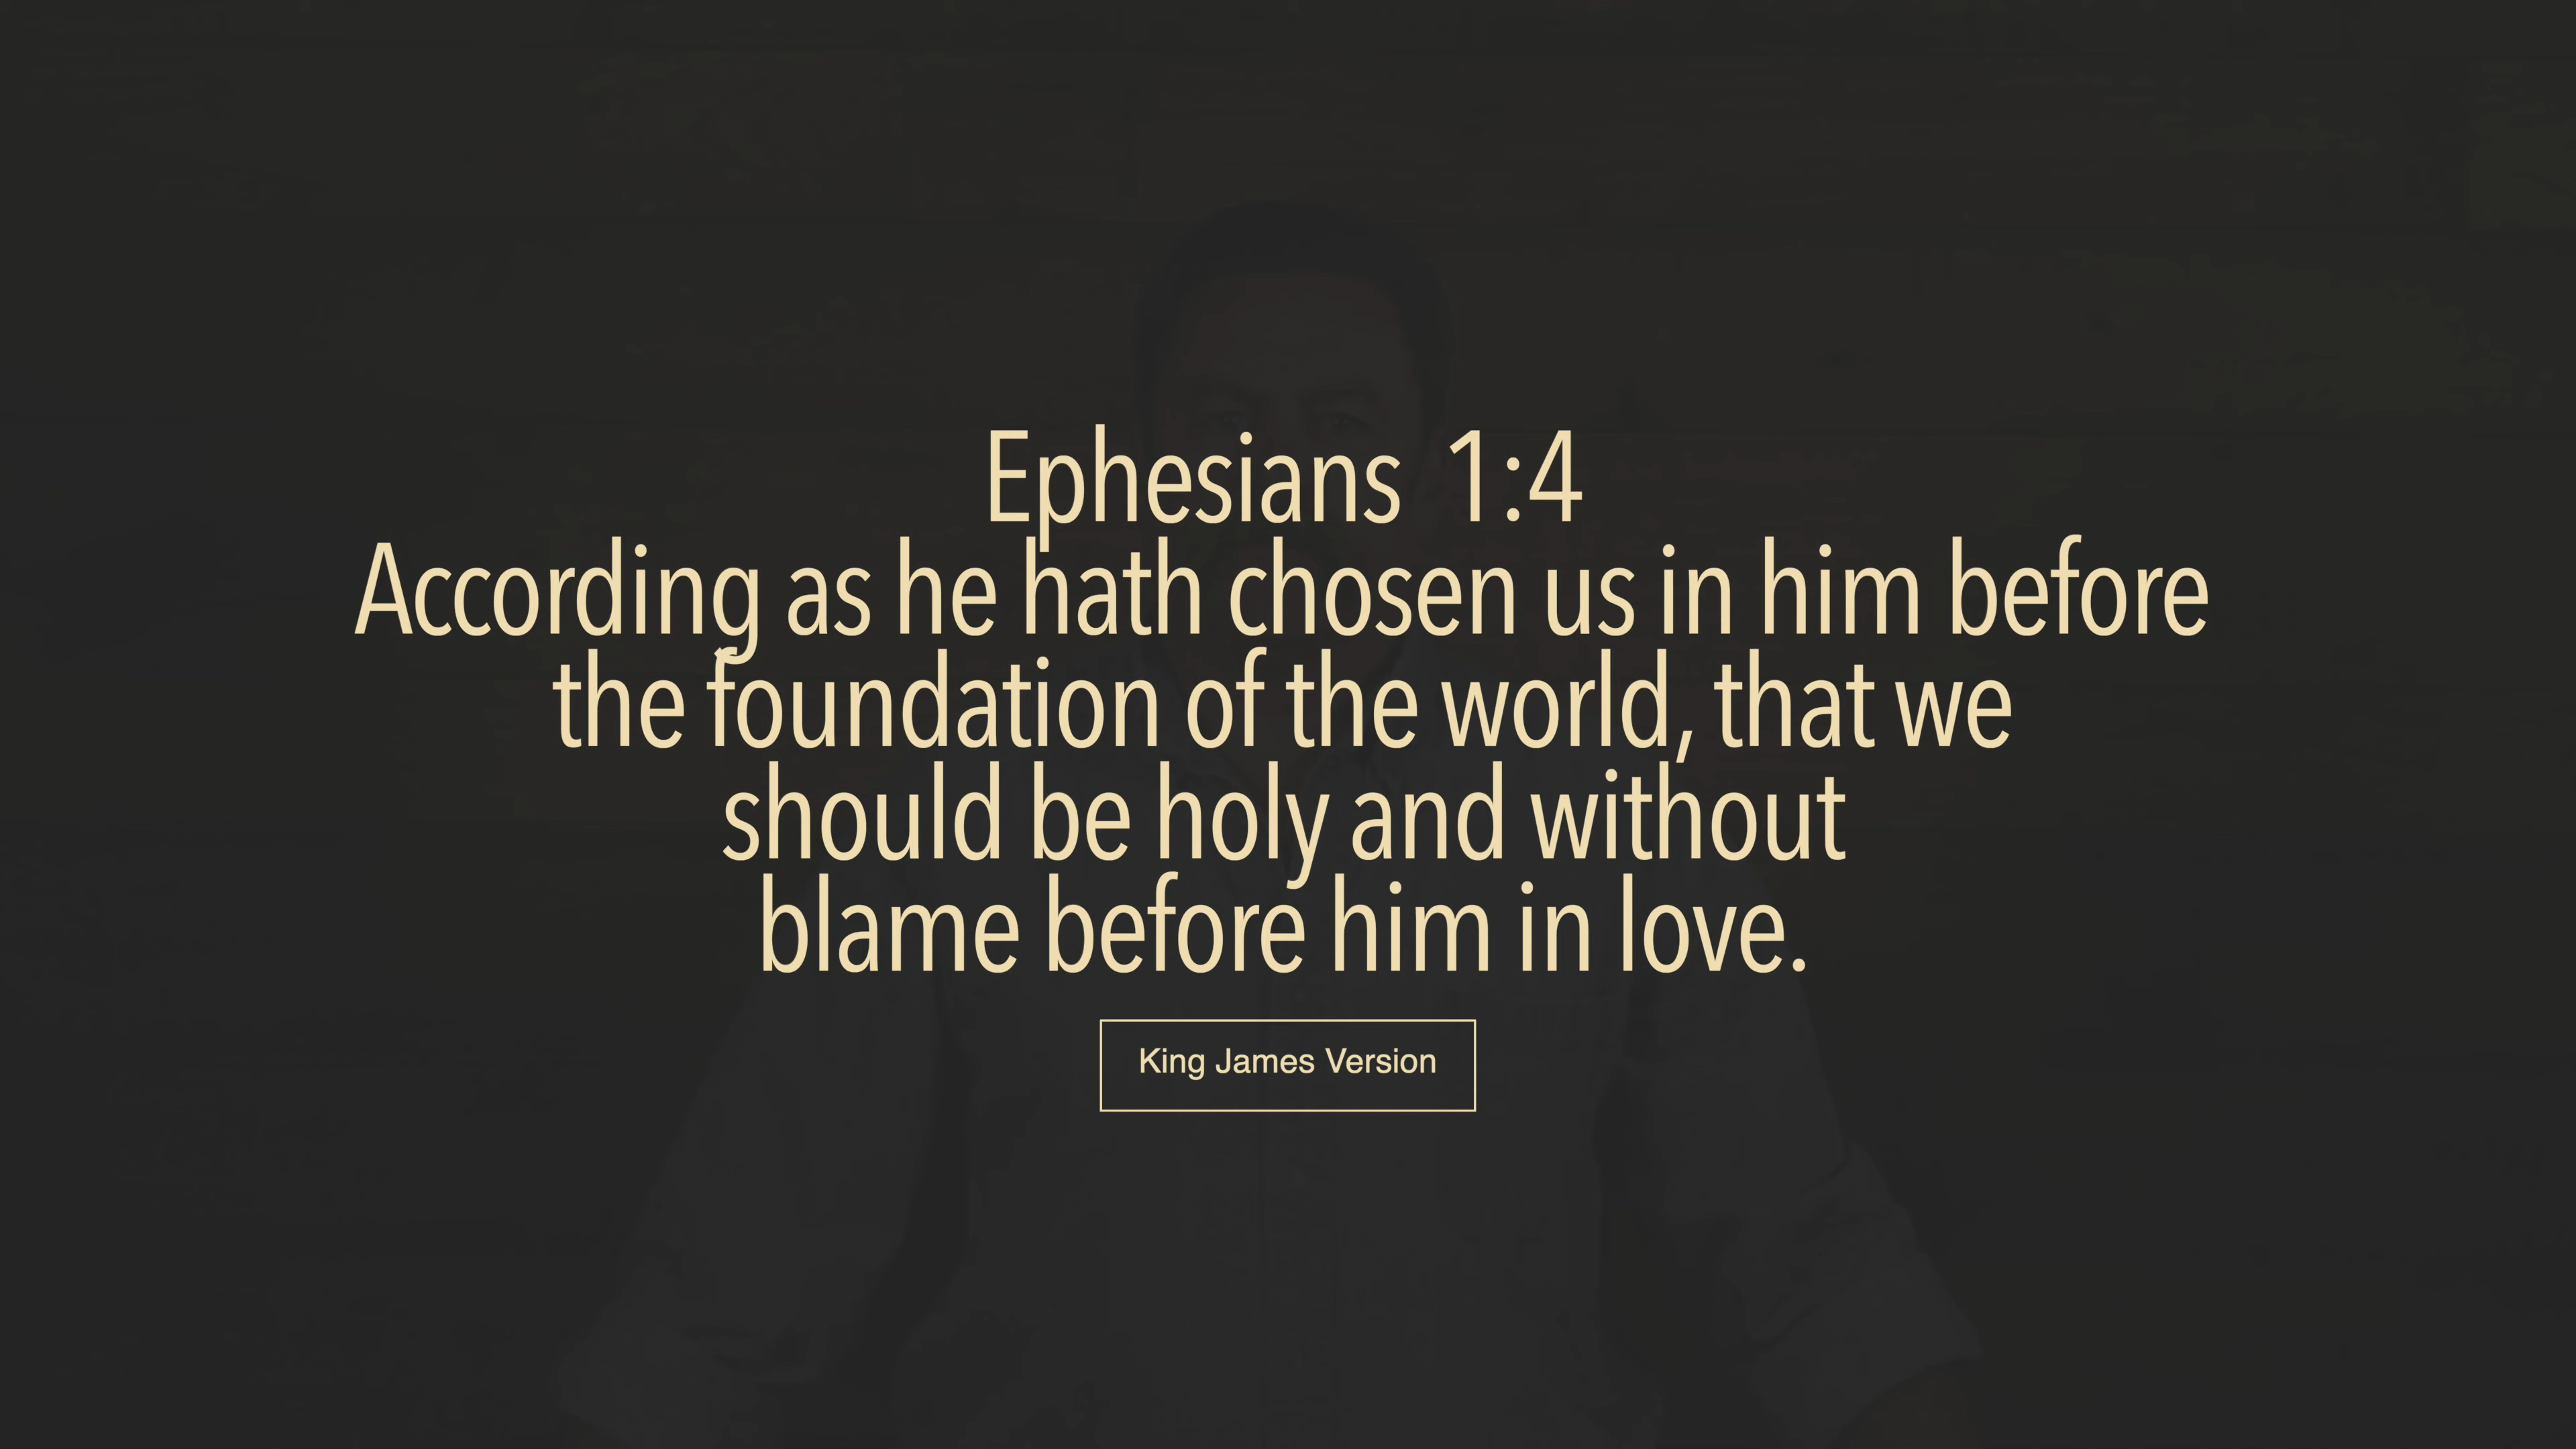 Ephesians 1:4
According as he hath chosen us in him before
the foundation of the world, that we
should be holy and without
blame before him in love.
King James Version